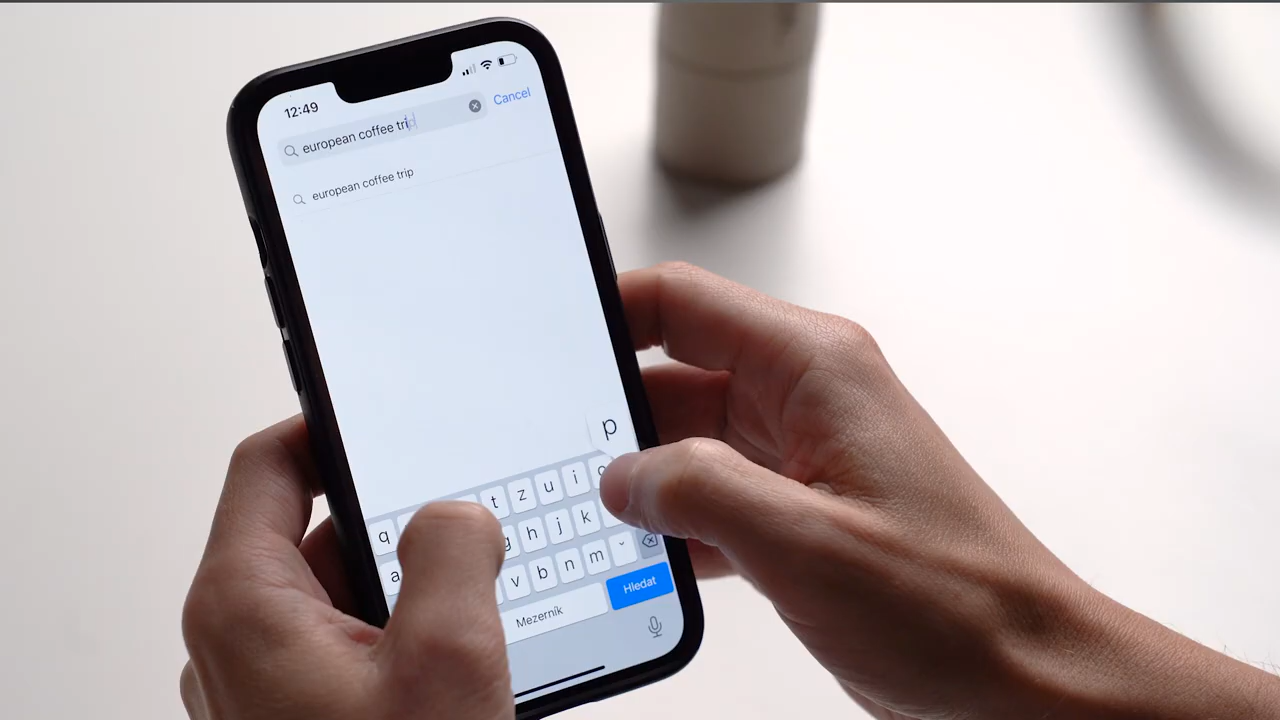 12:49
european coffee trip
Cancel
european coffee trip
p
q t z u i o
a g h j k
v b n m ˇ
Mezerník
Hledat